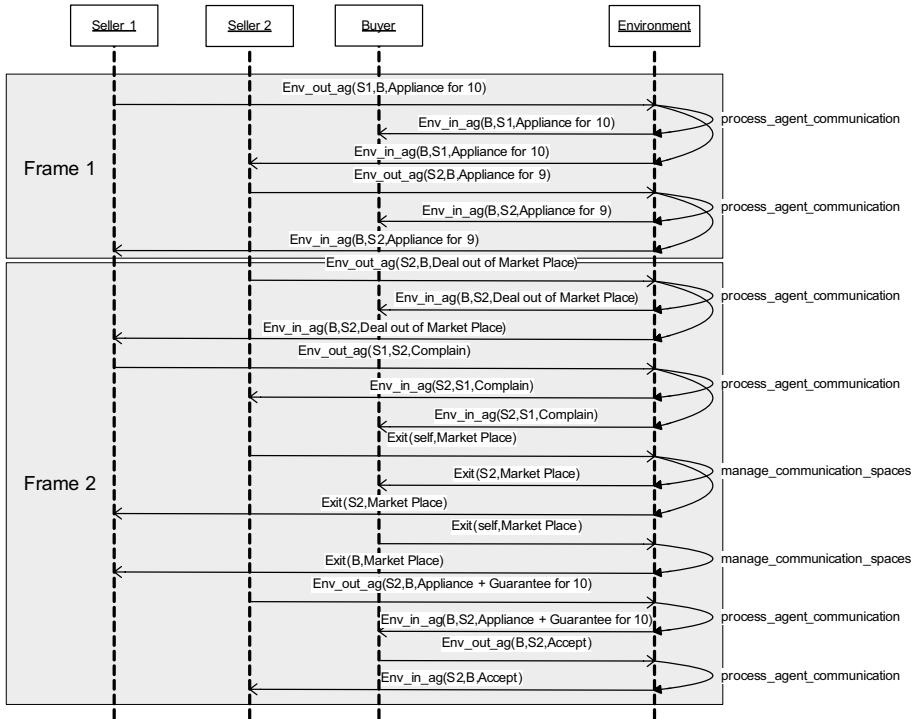 Seller 1
Seller 2
Buyer
Environment
Env_out_ag(S1,B,Appliance for 10)
process_agent_communication
Env_in_ag(B,S1,Appliance for 10)
Env_in_ag(B,S1,Appliance for 10)
Frame 1
Env_out_ag(S2,B,Appliance for 9)
process_agent_communication
Env_in_ag(B,S2,Appliance for 9)
Env_in_ag(B,S2,Appliance for 9)
Env_out_ag(S2,B,Deal out of Market Place)
process_agent_communication
Env_in_ag(B,S2,Deal out of Market Place)
Env_in_ag(B,S2,Deal out of Market Place)
Env_out_ag(S1,S2,Complain)
process_agent_communication
Env_in_ag(S2,S1,Complain)
Env_in_ag(S2,S1,Complain)
Exit(self,Market Place)
manage_communication_spaces
Exit(S2,Market Place)
Frame 2
Exit(S2,Market Place)
Exit(self,Market Place)
manage_communication_spaces
Exit(B,Market Place)
Env_out_ag(S2,B,Appliance + Guarantee for 10)
process_agent_communication
Env_in_ag(B,S2,Appliance + Guarantee for 10)
Env_out_ag(B,S2,Accept)
process_agent_communication
Env_in_ag(S2,B,Accept)